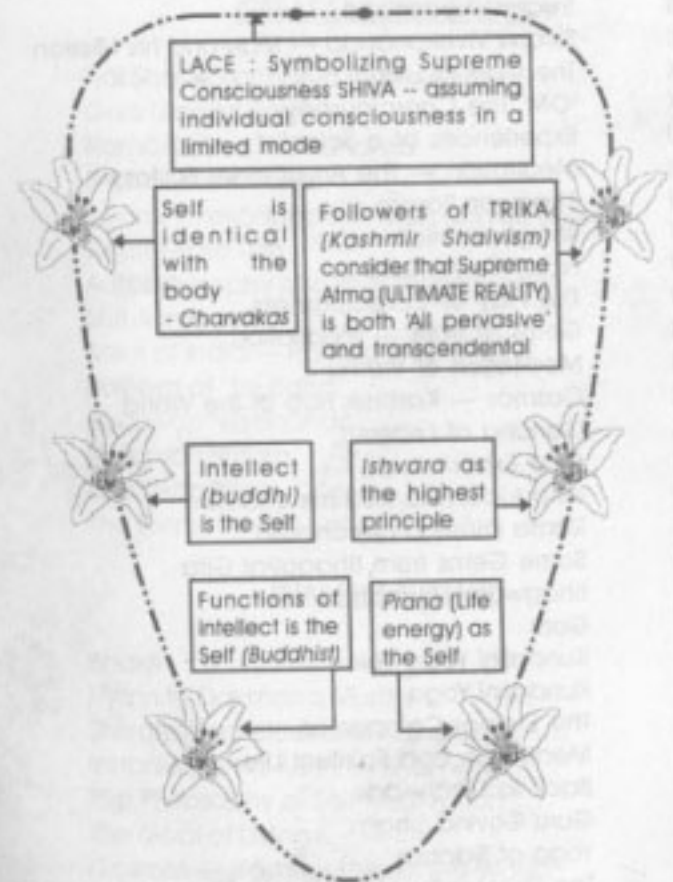 LACE : Symbolizing Supreme
Consciousness SHIVA -- assuming
individual consciousness in a
limited mode
Self is
identical
with the
body
- Charvakas
Followers of TRIKA
(Kashmir Shaivism)
consider that Supreme
Atma (ULTIMATE REALITY)
is both 'All pervasive'
and transcendental
Intellect
(buddhi)
is the Self
Ishvara as
the highest
principle
Functions of
Intellect is the
Self (Buddhist)
Prana (Life
energy) as
the Self